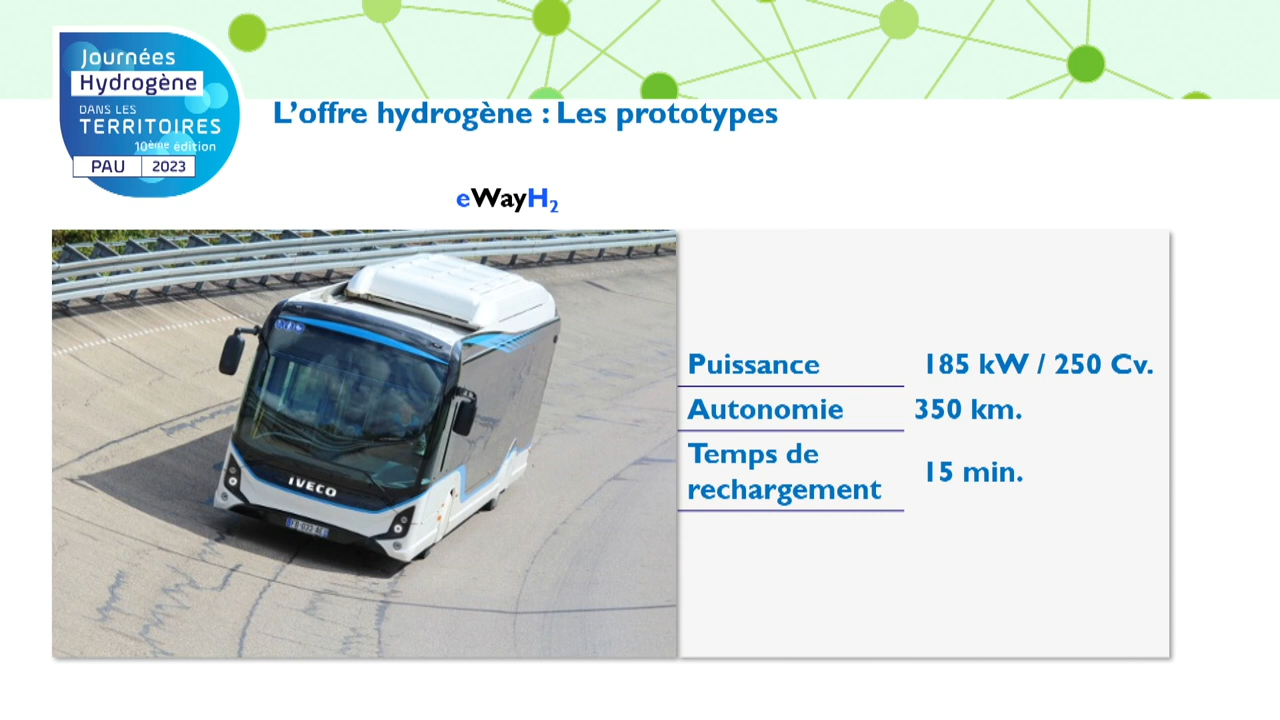 Journées
Hydrogène
DANS LES
TERRITOIRES
10ème édition
PAU 2023
L'offre hydrogène : Les prototypes
eWayH2
IVECO
Puissance 185 kW / 250 Cv.
Autonomie 350 km.
Temps de
rechargement 15 min.